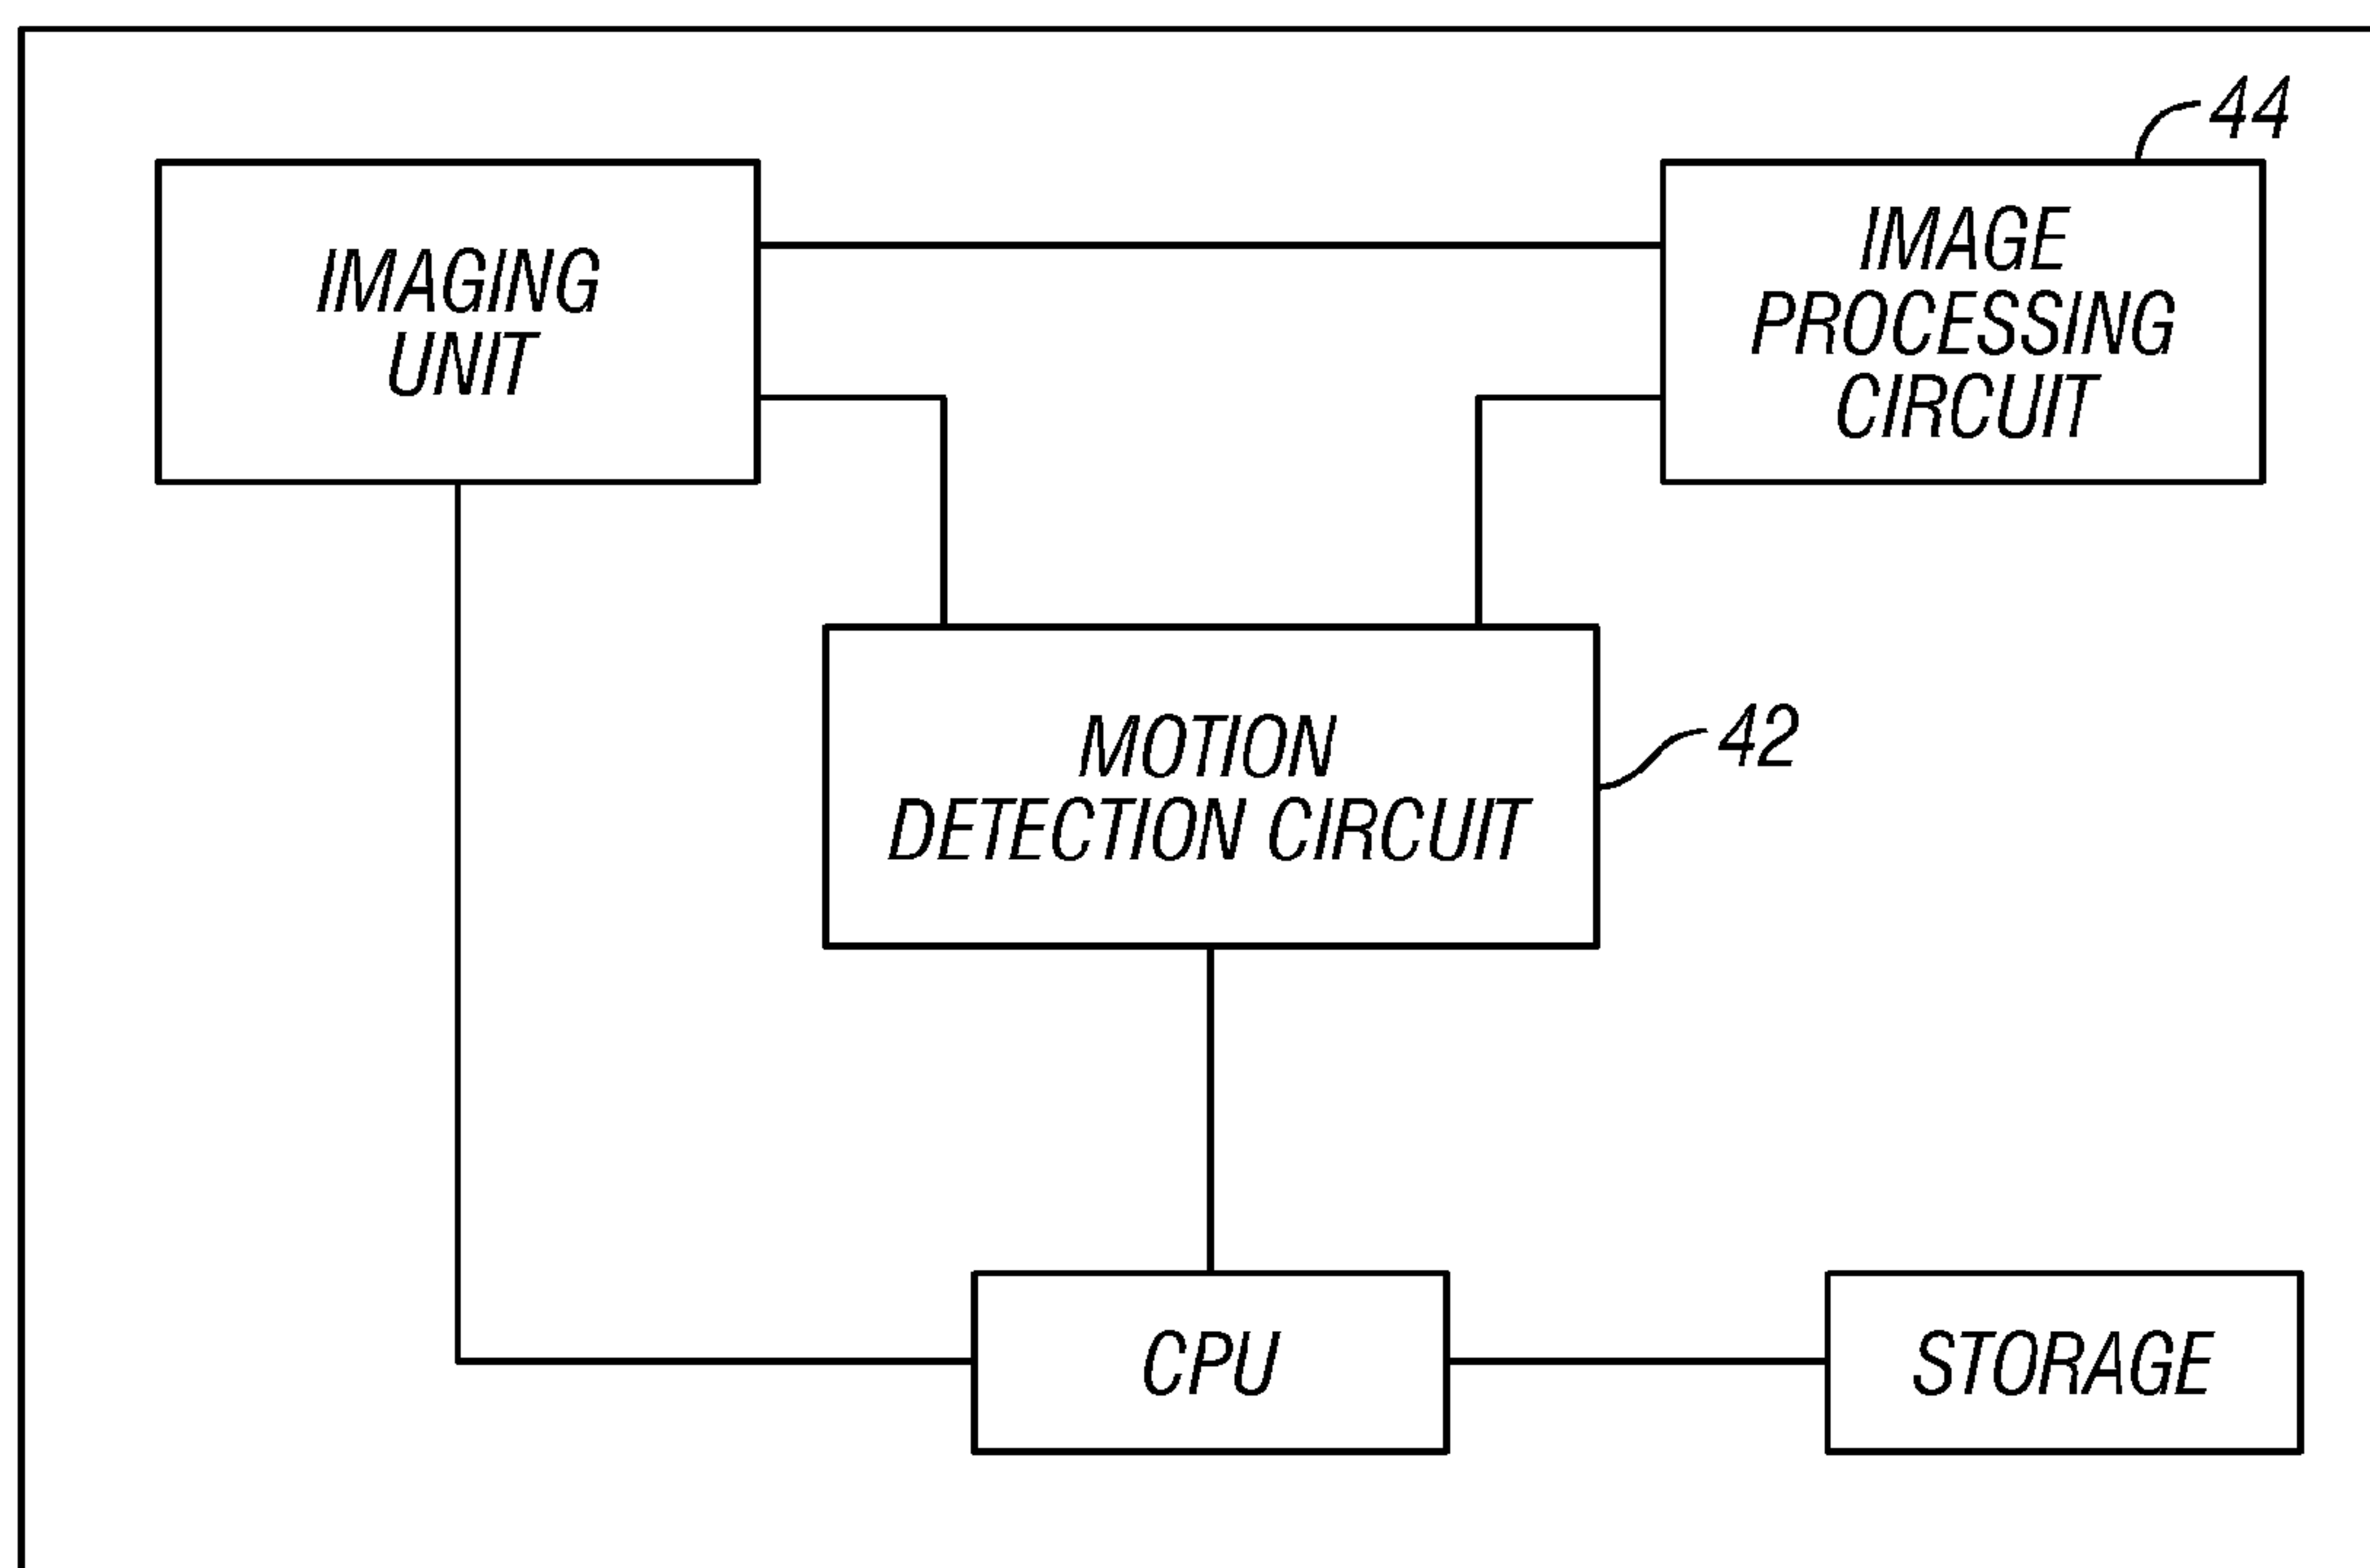 44
IMAGING
UNIT
IMAGE
PROCESSING
CIRCUIT
MOTION
DETECTION CIRCUIT
42
CPU
STORAGE